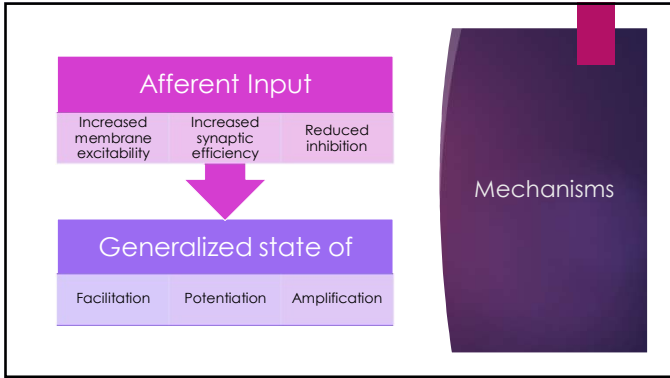 Afferent Input
Increased
membrane
excitability
Increased
synaptic
efficiency
Reduced
inhibition
Generalized state of
Facilitation
Potentiation
Amplification
Mechanisms